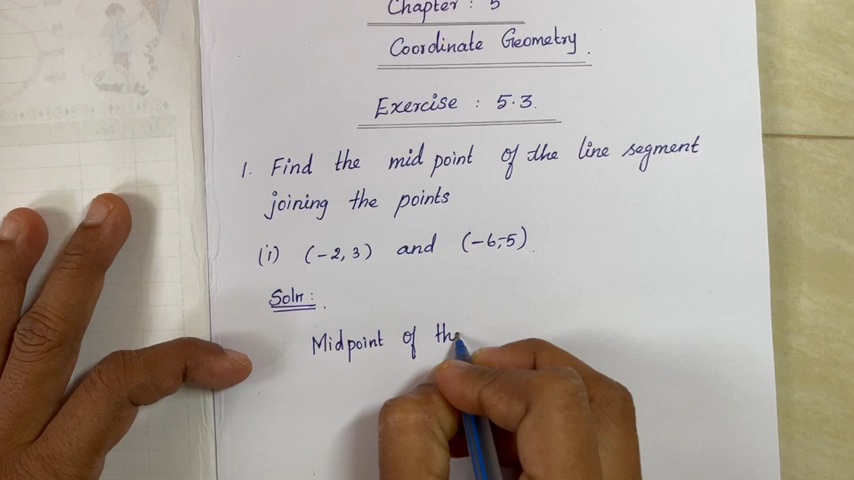 Chapter : 5
Coordinate Geometry.
Exercise : 5.3.
1. Find the mid point of the line segment
joining the points
(i) (-2, 3) and (-6,-5).
Soln:
Midpoint of the